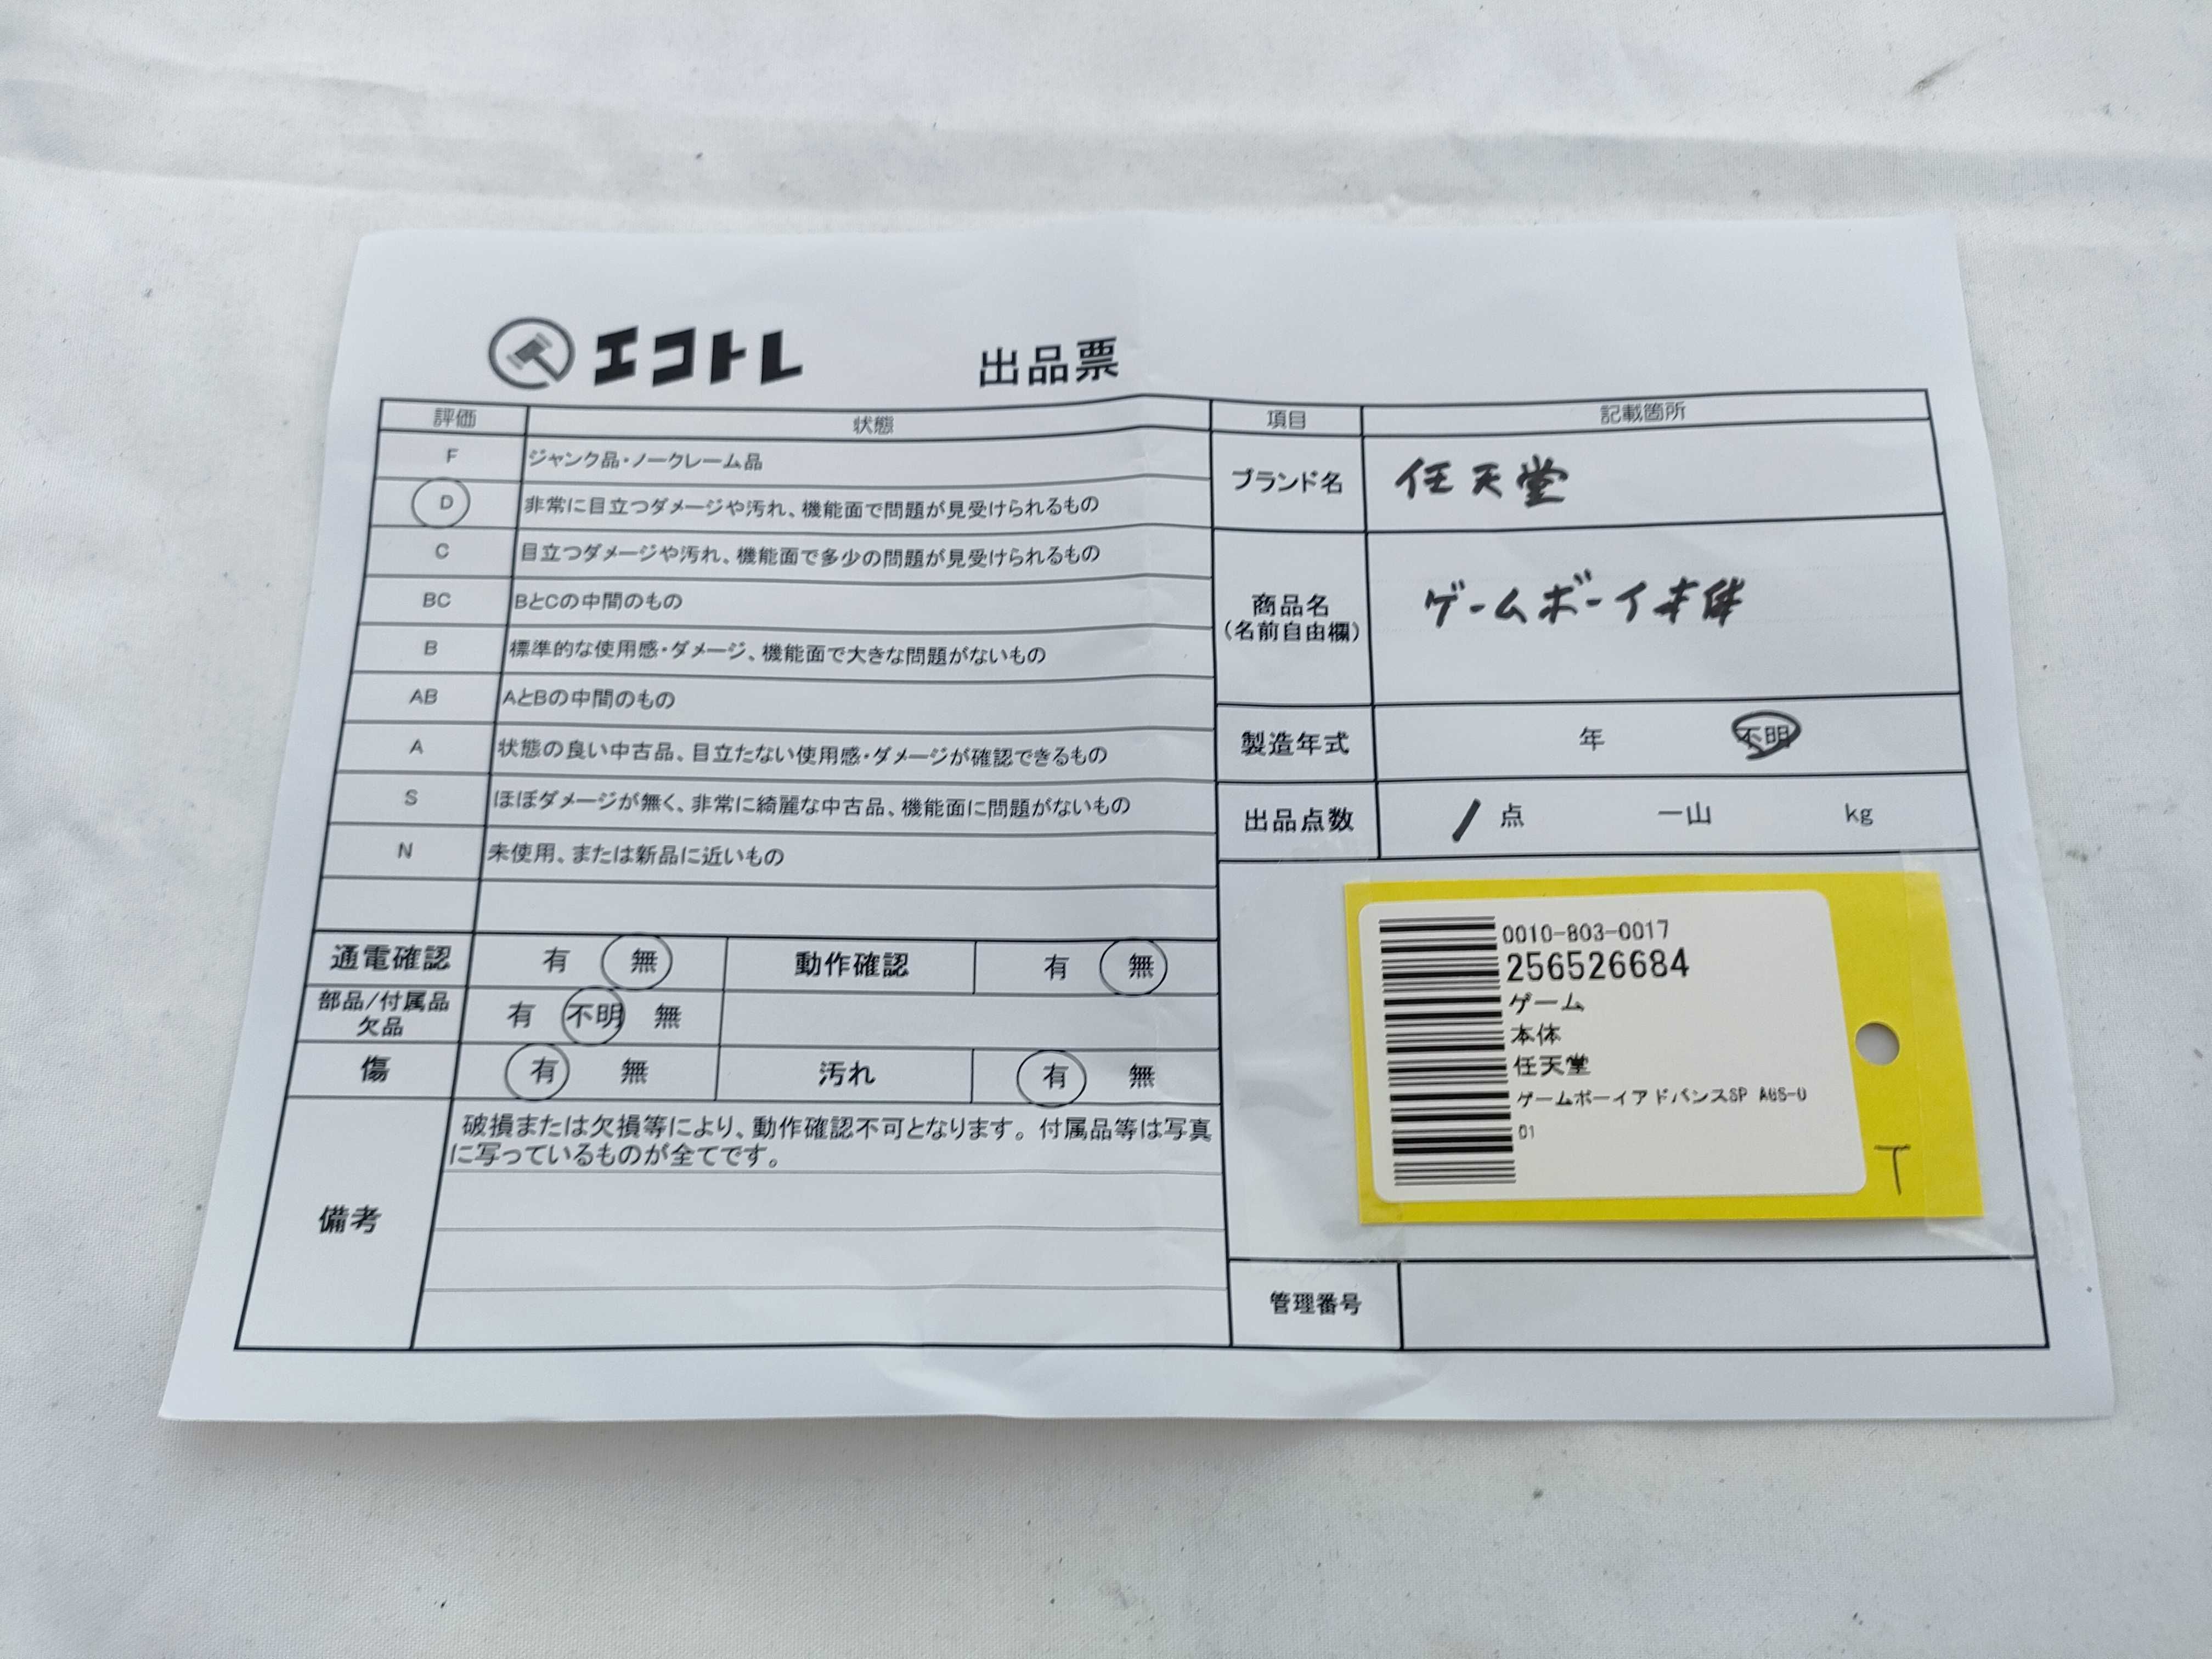 エコトレ 出品票
評価 状態
F ジャンク品・ノークレーム品
D 非常に目立つダメージや汚れ、機能面で問題が見受けられるもの
C 目立つダメージや汚れ、機能面で多少の問題が見受けられるもの
BC BとCの中間のもの
B 標準的な使用感・ダメージ、機能面で大きな問題がないもの
AB AとBの中間のもの
A 状態の良い中古品、目立たない使用感・ダメージが確認できるもの
S ほぼダメージが無く、非常に綺麗な中古品、機能面に問題がないもの
N 未使用、または新品に近いもの
通電確認 有 無 動作確認 有 無
部品/付属品
欠品
有 不明 無
傷 有 無 汚れ 有 無
備考
破損または欠損等により、動作確認不可となります。付属品等は写真
に写っているものが全てです。
項目 記載箇所
ブランド名 任天堂
商品名
(名前自由欄)
ゲームボーイ本体
製造年式 年 不明
出品点数 1 点 一山 kg
0010-803-0017
256526684
ゲーム
本体
任天堂
ゲームボーイアドバンスSP AGS-0
01
T
管理番号